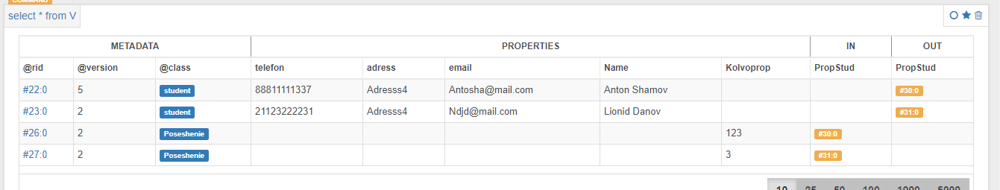 COMMAND
select * from V
METADATA PROPERTIES IN OUT
@rid @version @class telefon adress email Name Kolvoprop PropStud PropStud
#22:0 5 student 88811111337 Adresss4 Antosha@mail.com Anton Shamov #30:0
#23:0 2 student 21123222231 Adresss4 Ndjd@mail.com Lionid Danov #31:0
#26:0 2 Poseshenie 123 #30:0
#27:0 2 Poseshenie 3 #31:0
10 25 50 100 1000 5000